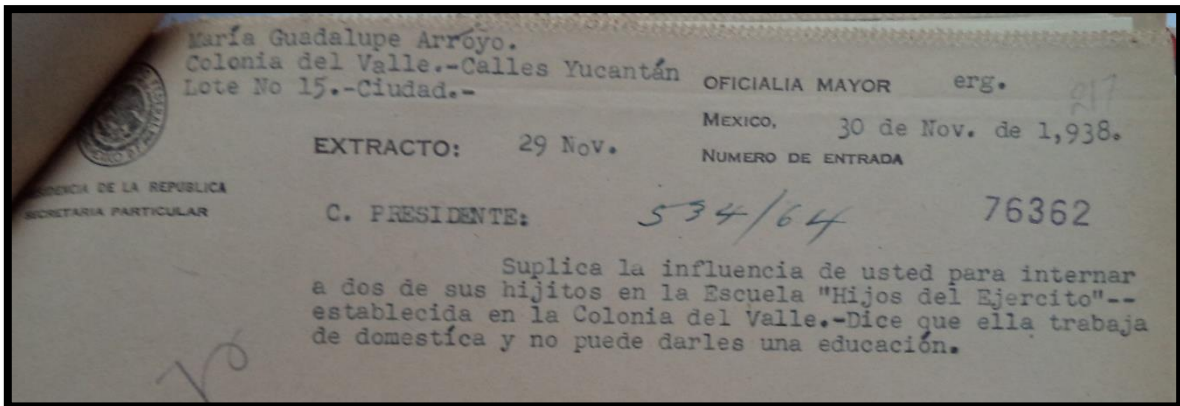 María Guadalupe Arroyo.
Colonia del Valle.-Calles Yucantán
Lote No 15.-Ciudad.-
OFICIALIA MAYOR erg.
217
MEXICO, 30 de Nov. de 1,938.
EXTRACTO: 29 Nov.
NUMERO DE ENTRADA
DE LA REPÚBLICA
SECRETARIA PARTICULAR
C. PRESIDENTE: 534/64 76362
Suplica la influencia de usted para internar
a dos de sus hijitos en la Escuela "Hijos del Ejercito"--
establecida en la Colonia del Valle.-Dice que ella trabaja
de domestíca y no puede darles una educación.